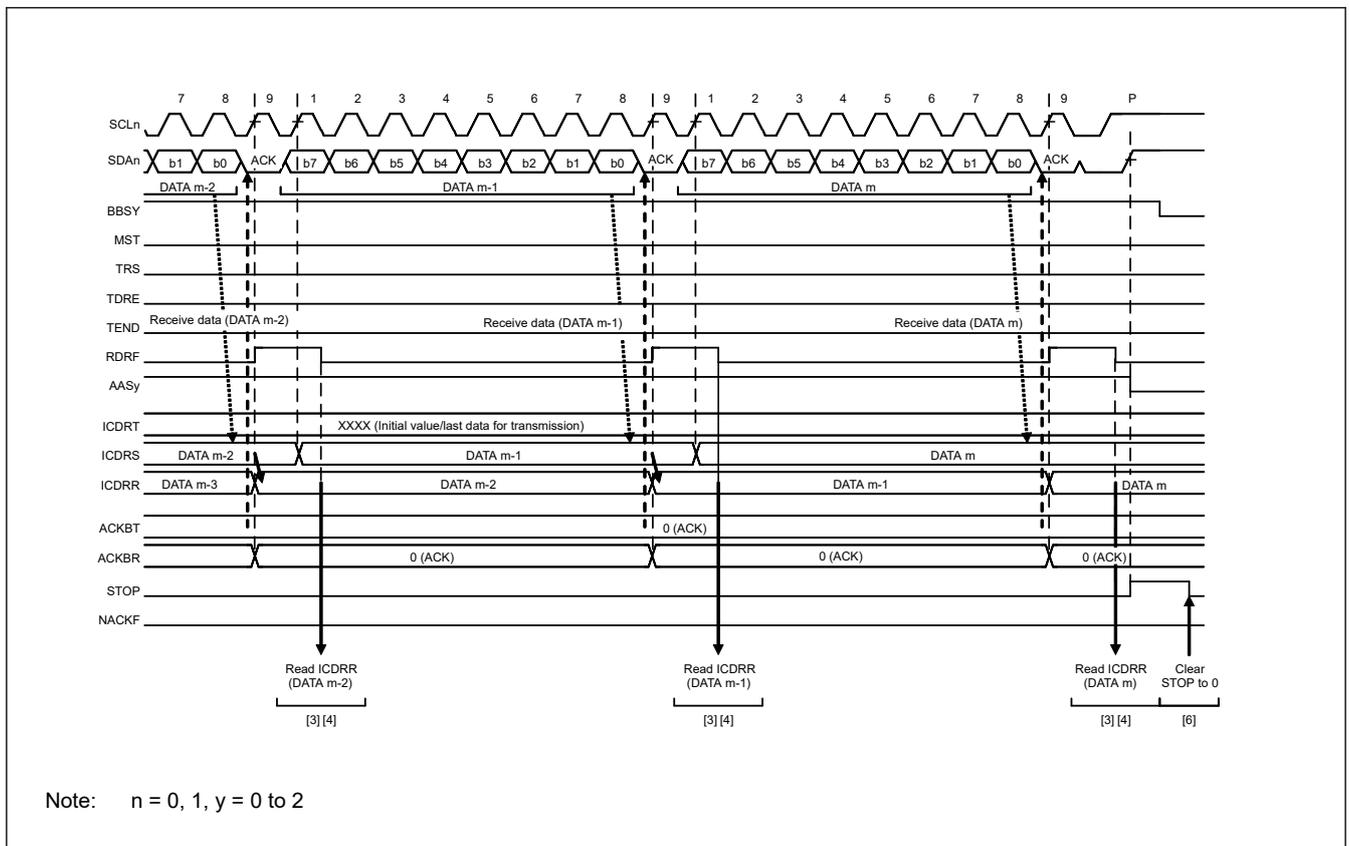 7 8 9 1 2 3 4 5 6 7 8 9 1 2 3 4 5 6 7 8 9 P
SCLn
SDAn b1 b0 ACK b7 b6 b5 b4 b3 b2 b1 b0 ACK b7 b6 b5 b4 b3 b2 b1 b0 ACK
DATA m-2 DATA m-1 DATA m
BBSY
MST
TRS
TDRE
Receive data (DATA m-2) Receive data (DATA m-1) Receive data (DATA m)
TEND
RDRF
AASy
ICDRT XXXX (Initial value/last data for transmission)
ICDRS DATA m-2 DATA m-1 DATA m
ICDRR DATA m-3 DATA m-2 DATA m-1 DATA m
ACKBT 0 (ACK)
ACKBR 0 (ACK) 0 (ACK) 0 (ACK)
STOP
NACKF
Read ICDRR Read ICDRR Read ICDRR Clear
(DATA m-2) (DATA m-1) (DATA m) STOP to 0
[3] [4] [3] [4] [3] [4] [6]
Note: n = 0, 1, y = 0 to 2